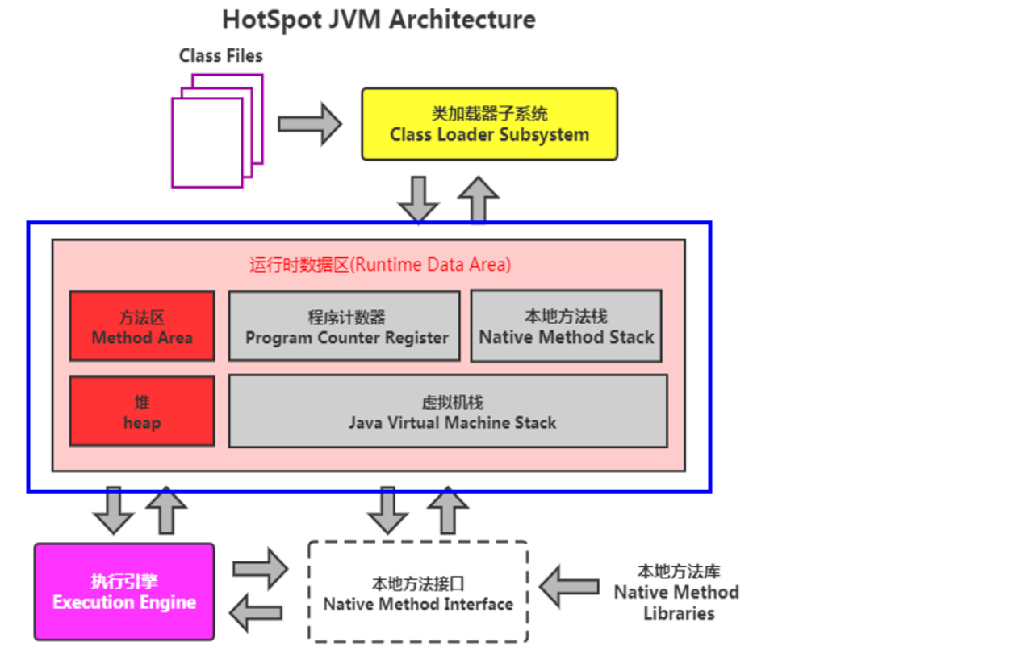 HotSpot JVM Architecture
Class Files
类加载器子系统
Class Loader Subsystem
运行时数据区(Runtime Data Area)
方法区
Method Area
程序计数器
Program Counter Register
本地方法栈
Native Method Stack
堆
heap
虚拟机栈
Java Virtual Machine Stack
执行引擎
Execution Engine
本地方法接口
Native Method Interface
本地方法库
Native Method
Libraries